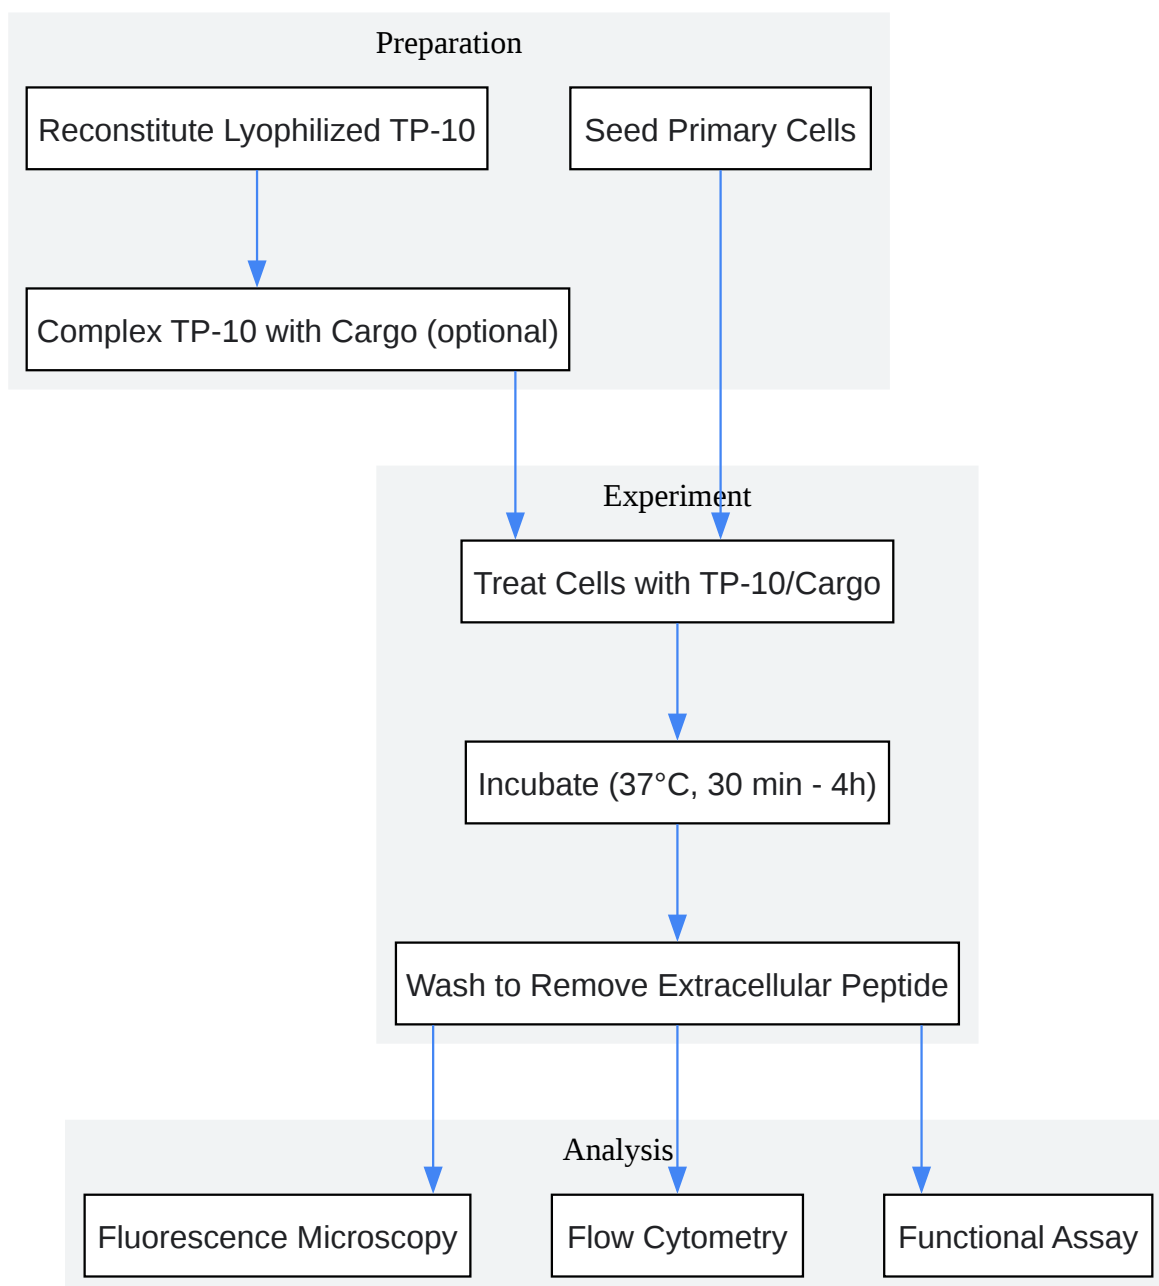 Preparation
Reconstitute Lyophilized TP-10
Seed Primary Cells
Complex TP-10 with Cargo (optional)
Experiment
Treat Cells with TP-10/Cargo
Incubate (37°C, 30 min - 4h)
Wash to Remove Extracellular Peptide
Analysis
Fluorescence Microscopy
Flow Cytometry
Functional Assay